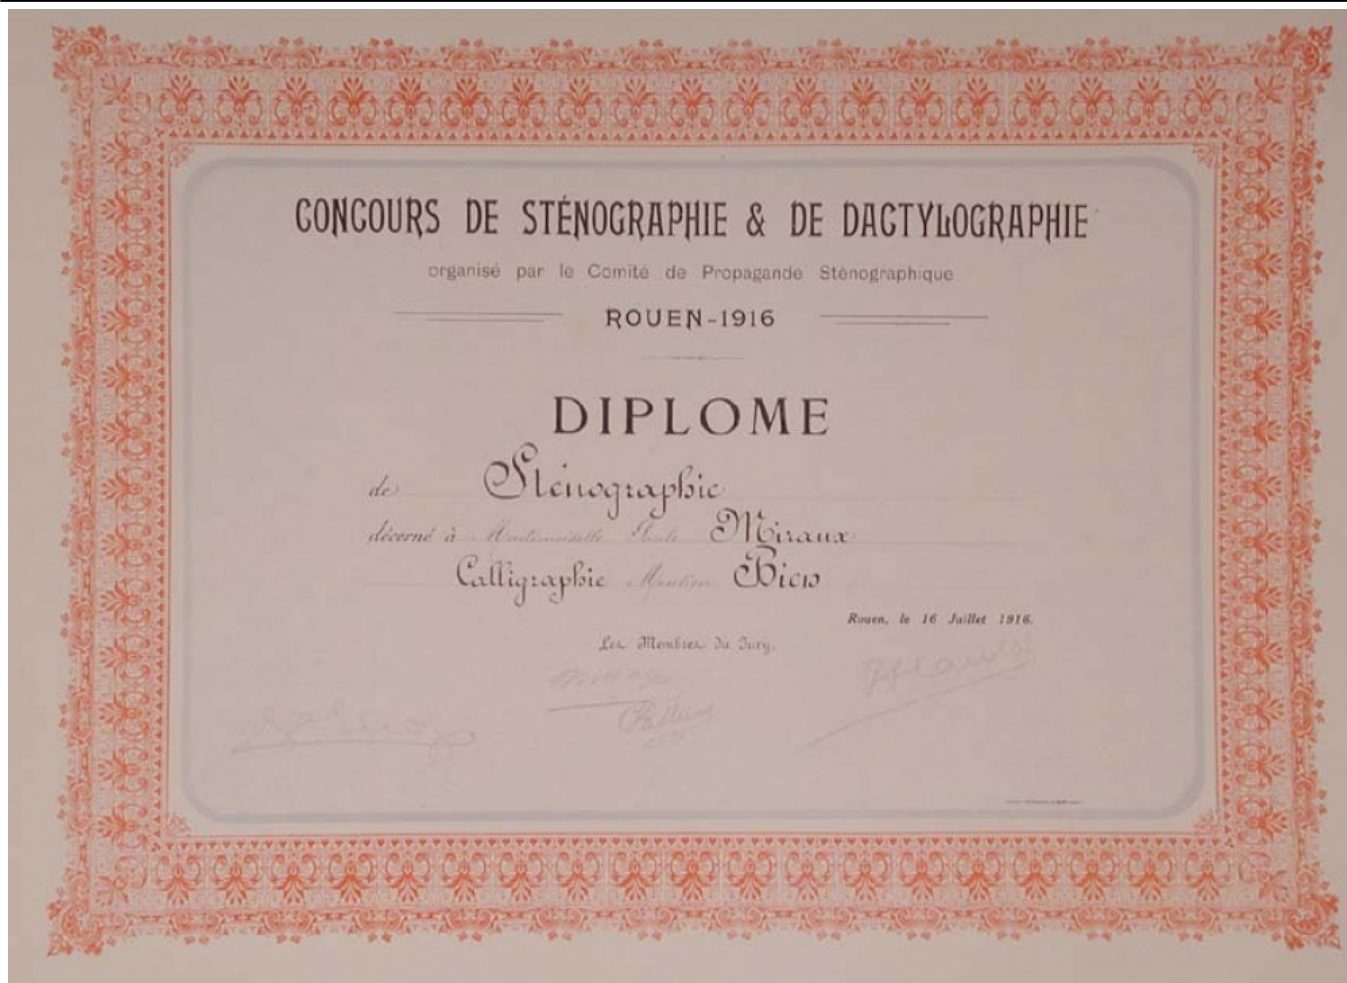 CONCOURS DE STÉNOGRAPHIE & DE DACTYLOGRAPHIE
organisé par le Comité de Propagande Sténographique
ROUEN-1916
DIPLOME
de Sténographie
décerné à Mademoiselle Miraux
Calligraphie Mention Bien
Rouen, le 16 Juillet 1916.
Les Membres du Jury,